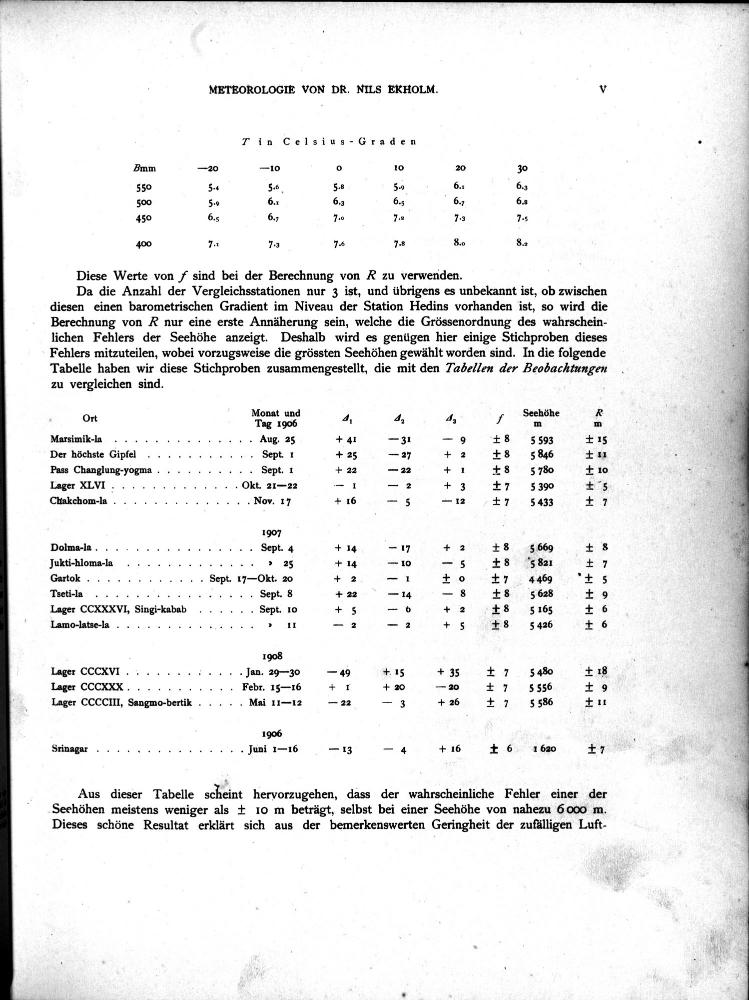 METEOROLOGIE VON DR. NILS EKHOLM. V
T in Celsius-Graden
Bmm —20 —10 0 10 20 30
550 5.4 5.6 5.8 5.9 6.1 6.3
500 5.9 6.1 6.3 6.5 6.7 6.8
450 6.5 6.7 7.0 7.2 7.3 7.5
400 7.1 7.3 7.6 7.8 8.0 8.2
Diese Werte von f sind bei der Berechnung von R zu verwenden.
Da die Anzahl der Vergleichsstationen nur 3 ist, und übrigens es unbekannt ist, ob zwischen
diesen einen barometrischen Gradient im Niveau der Station Hedins vorhanden ist, so wird die
Berechnung von R nur eine erste Annäherung sein, welche die Grössenordnung des wahrschein-
lichen Fehlers der Seehöhe anzeigt. Deshalb wird es genügen hier einige Stichproben dieses
Fehlers mitzuteilen, wobei vorzugsweise die grössten Seehöhen gewählt worden sind. In die folgende
Tabelle haben wir diese Stichproben zusammengestellt, die mit den Tabellen der Beobachtungen
zu vergleichen sind.
Ort Monat und Tag 1906 Δ₁ Δ₂ Δ₃ f Seehöhe m R m
Marsimik-la . . . . . . . . . . . . . . Aug. 25 + 41 — 31 — 9 ± 8 5 593 ± 15
Der höchste Gipfel . . . . . . . . . . . Sept. 1 + 25 — 27 + 2 ± 8 5 846 ± 11
Pass Changlung-yogma . . . . . . . . . Sept. 1 + 22 — 22 + 1 ± 8 5 780 ± 10
Lager XLVI . . . . . . . . . . . . . Okt. 21—22 — 1 — 2 + 3 ± 7 5 390 ± 5
Chakchom-la . . . . . . . . . . . . . . Nov. 17 + 16 — 5 — 12 ± 7 5 433 ± 7
1907
Dolma-la . . . . . . . . . . . . . . . Sept. 4 + 14 — 17 + 2 ± 8 5 669 ± 8
Jukti-hloma-la . . . . . . . . . . . . . » 25 + 14 — 10 — 5 ± 8 5 821 ± 7
Gartok . . . . . . . . . . . . Sept. 17—Okt. 20 + 2 — 1 ± 0 ± 7 4 469 ± 5
Tseti-la . . . . . . . . . . . . . . . Sept. 8 + 22 — 14 — 8 ± 8 5 628 ± 9
Lager CCXXXVI, Singi-kabab . . . . . . Sept. 10 + 5 — 6 + 2 ± 8 5 165 ± 6
Lamo-latse-la . . . . . . . . . . . . . . » 11 — 2 — 2 + 5 ± 8 5 426 ± 6
1908
Lager CCCXVI . . . . . . . . . . . . Jan. 29—30 — 49 + 15 + 35 ± 7 5 480 ± 18
Lager CCCXXX . . . . . . . . . . . Febr. 15—16 + 1 + 20 — 20 ± 7 5 556 ± 9
Lager CCCCIII, Sangmo-bertik . . . . . Mai 11—12 — 22 — 3 + 26 ± 7 5 586 ± 11
1906
Srinagar . . . . . . . . . . . . . . . Juni 1—16 — 13 — 4 + 16 ± 6 1 620 ± 7
Aus dieser Tabelle scheint hervorzugehen, dass der wahrscheinliche Fehler einer der
Seehöhen meistens weniger als ± 10 m beträgt, selbst bei einer Seehöhe von nahezu 6 000 m.
Dieses schöne Resultat erklärt sich aus der bemerkenswerten Geringheit der zufälligen Luft-